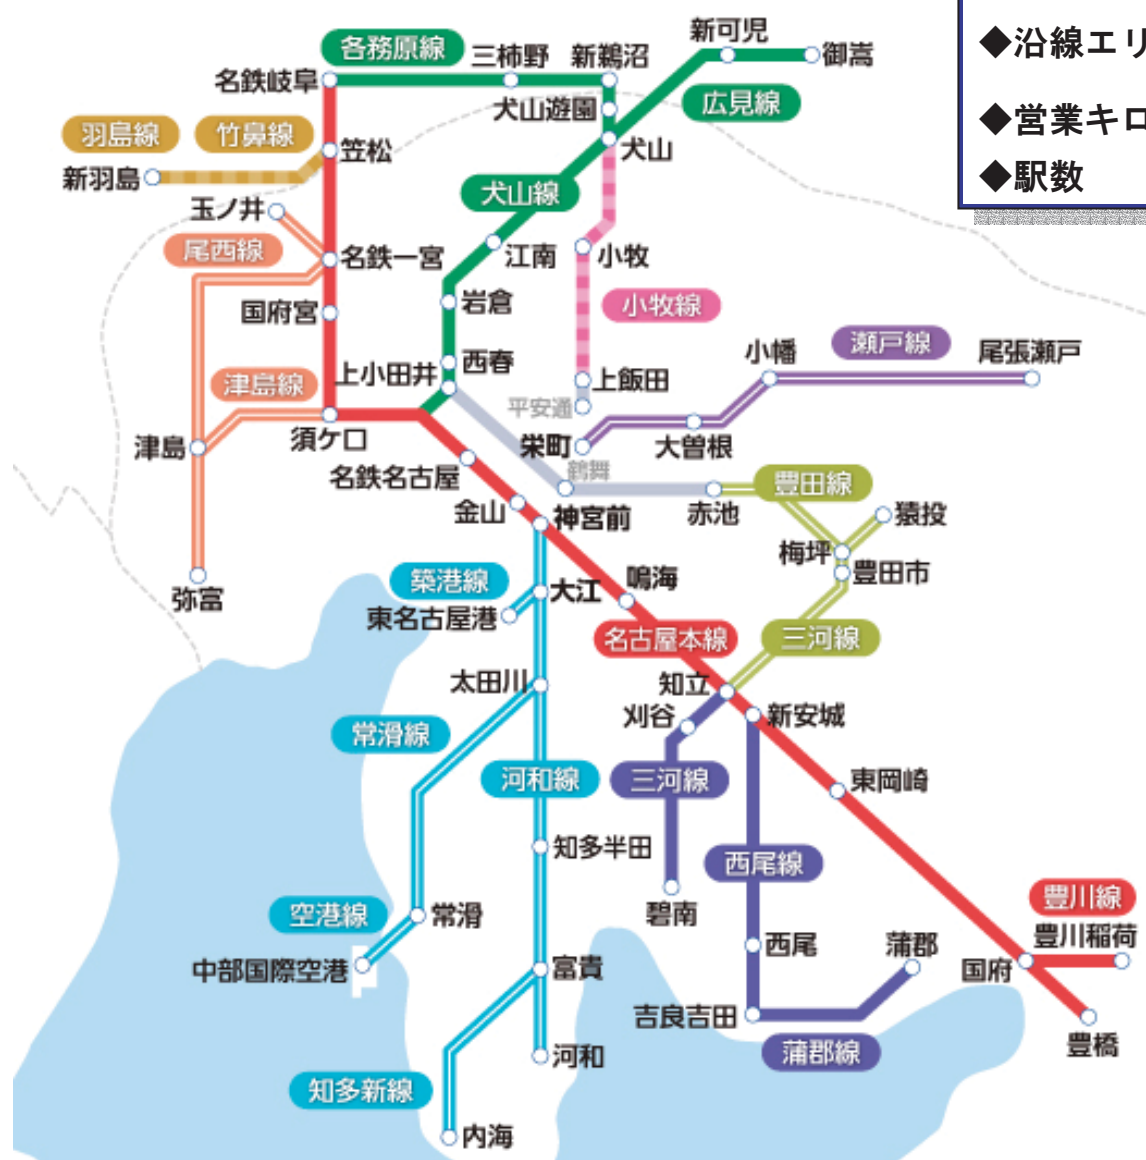 ◆沿線エリ
◆営業キロ
◆駅数
新可児
御嵩
各務原線
三柿野
新鵜沼
名鉄岐阜
犬山遊園
広見線
羽島線
竹鼻線
笠松
犬山
新羽島
犬山線
玉ノ井
尾西線
名鉄一宮
江南
小牧
国府宮
岩倉
小牧線
瀬戸線
小幡
尾張瀬戸
西春
上小田井
津島線
上飯田
平安通
津島
須ケ口
栄町
大曽根
名鉄名古屋
鶴舞
豊田線
金山
神宮前
赤池
猿投
梅坪
豊田市
築港線
大江
鳴海
弥富
東名古屋港
名古屋本線
三河線
太田川
知立
刈谷
新安城
常滑線
河和線
三河線
東岡崎
知多半田
西尾線
碧南
空港線
常滑
豊川線
豊川稲荷
西尾
蒲郡
中部国際空港
富貴
国府
吉良吉田
豊橋
河和
蒲郡線
知多新線
内海